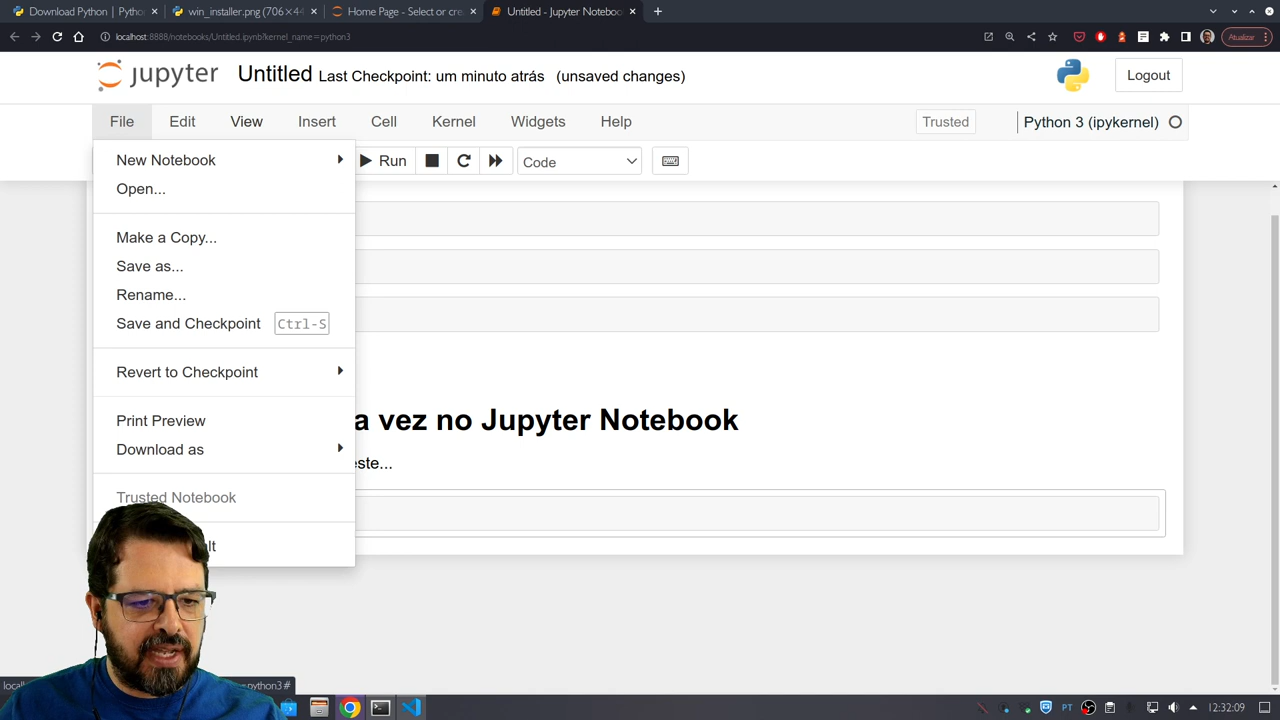 Download Python | Pytho
win_installer.png (706×44
Home Page - Select or cre
Untitled - Jupyter Notebo
localhost:8888/notebooks/Untitled.ipynb?kernel_name=python3
Atualizar
jupyter Untitled Last Checkpoint: um minuto atrás (unsaved changes)
Logout
File Edit View Insert Cell Kernel Widgets Help
Trusted
Python 3 (ipykernel)
New Notebook
Run
Code
Open...
Make a Copy...
Save as...
Rename...
Save and Checkpoint Ctrl-S
Revert to Checkpoint
Print Preview
a vez no Jupyter Notebook
Download as
este...
Trusted Notebook
lt
local
=python3#
PT
12:32:09